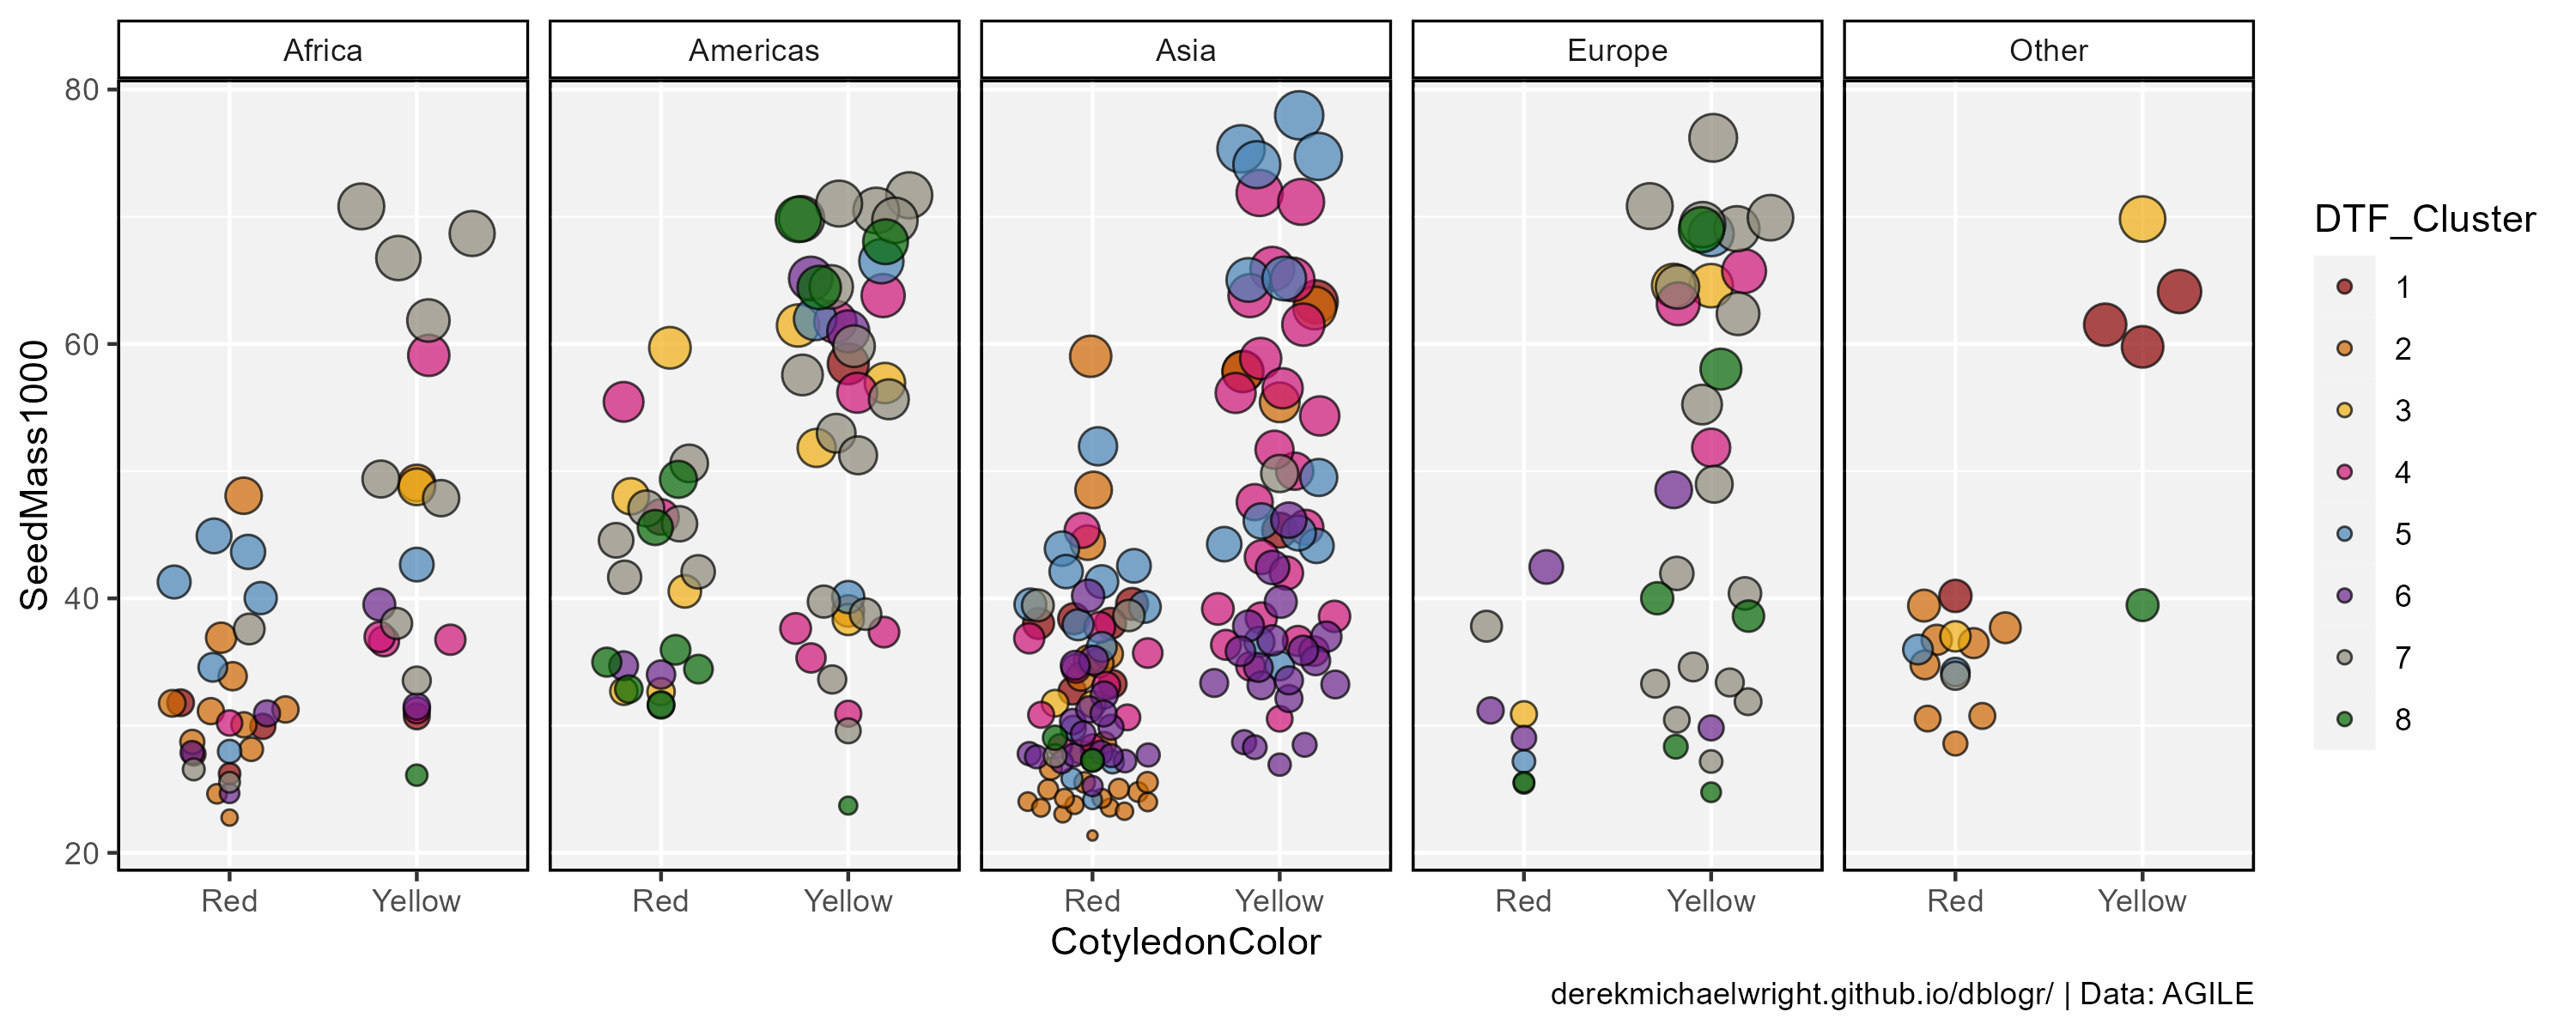 Africa Americas Asia Europe Other
80
60
40
20
SeedMass1000
Red Yellow Red Yellow Red Yellow Red Yellow Red Yellow
CotyledonColor
DTF_Cluster
1
2
3
4
5
6
7
8
derekmichaelwright.github.io/dblogr/ | Data: AGILE